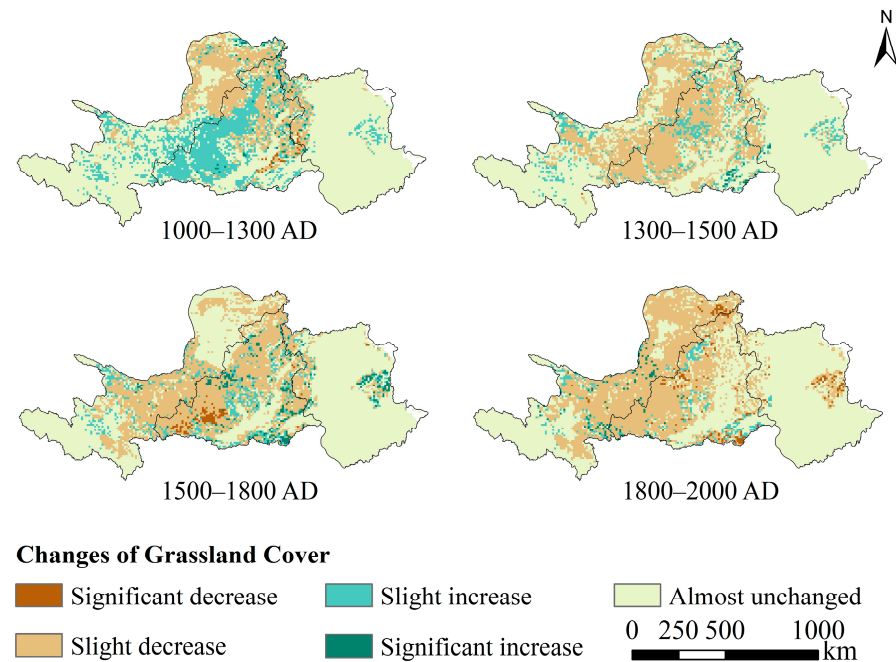 N
1000–1300 AD
1300–1500 AD
1500–1800 AD
1800–2000 AD
Changes of Grassland Cover
Significant decrease
Slight increase
Almost unchanged
Slight decrease
Significant increase
0 250 500 1000
km